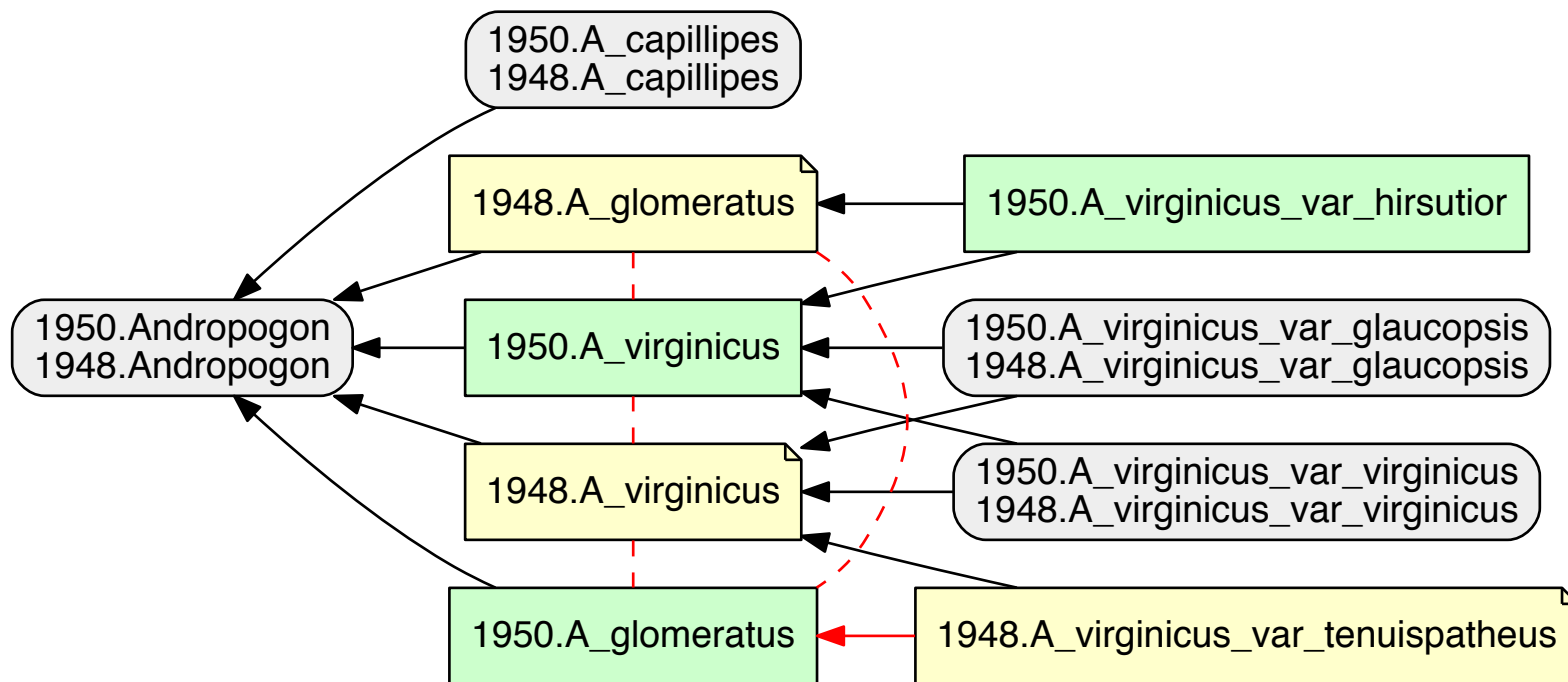 1950.A_capillipes
1948.A_capillipes
1948.A_glomeratus
1950.A_virginicus_var_hirsutior
1950.Andropogon
1948.Andropogon
1950.A_virginicus
1950.A_virginicus_var_glaucopsis
1948.A_virginicus_var_glaucopsis
1948.A_virginicus
1950.A_virginicus_var_virginicus
1948.A_virginicus_var_virginicus
1950.A_glomeratus
1948.A_virginicus_var_tenuispatheus